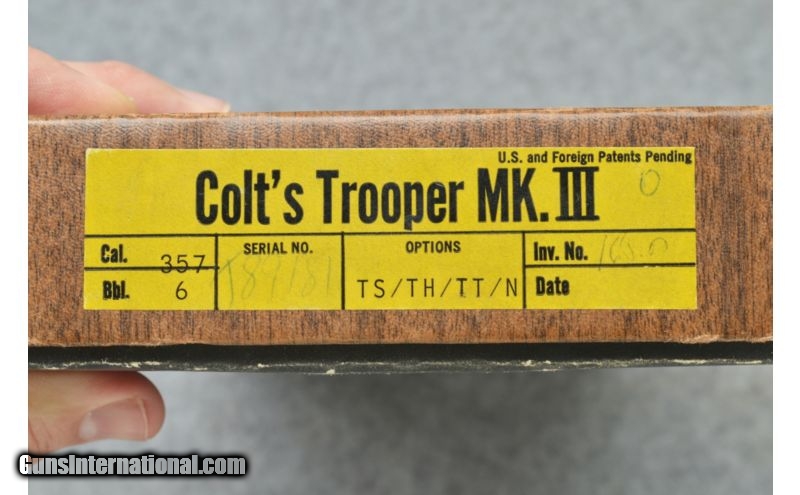 U.S. and Foreign Patents Pending
Colt's Trooper MK. III 0
Cal. 357 SERIAL NO. OPTIONS Inv. No.
Bbl. 6 TS/TH/TT/N Date
GunsInternational.com